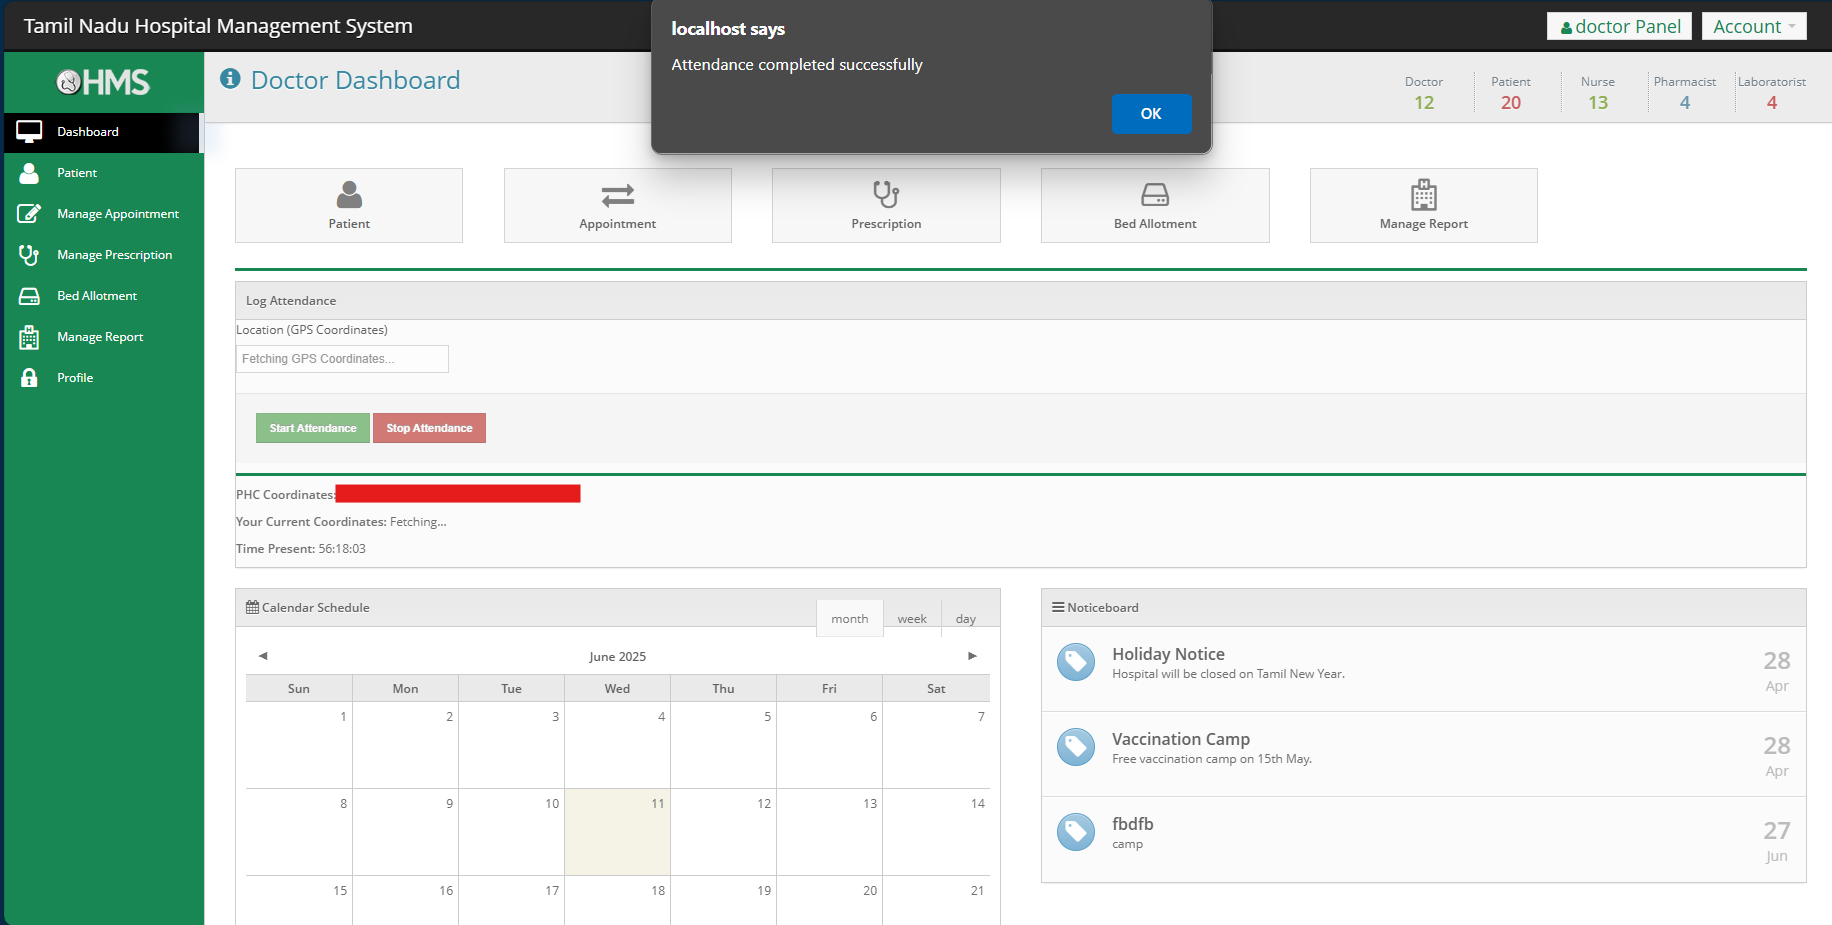 Tamil Nadu Hospital Management System
localhost says
Attendance completed successfully
OK
doctor Panel
Account
HMS
Doctor Dashboard
Doctor
12
Patient
20
Nurse
13
Pharmacist
4
Laboratorist
4
Dashboard
Patient
Manage Appointment
Manage Prescription
Bed Allotment
Manage Report
Profile
Patient
Appointment
Prescription
Bed Allotment
Manage Report
Log Attendance
Location (GPS Coordinates)
Fetching GPS Coordinates...
Start Attendance
Stop Attendance
PHC Coordinates:
Your Current Coordinates: Fetching...
Time Present: 56:18:03
Calendar Schedule
month week day
June 2025
Sun Mon Tue Wed Thu Fri Sat
1 2 3 4 5 6 7
8 9 10 11 12 13 14
15 16 17 18 19 20 21
Noticeboard
Holiday Notice
Hospital will be closed on Tamil New Year.
28
Apr
Vaccination Camp
Free vaccination camp on 15th May.
28
Apr
fbdfb
camp
27
Jun